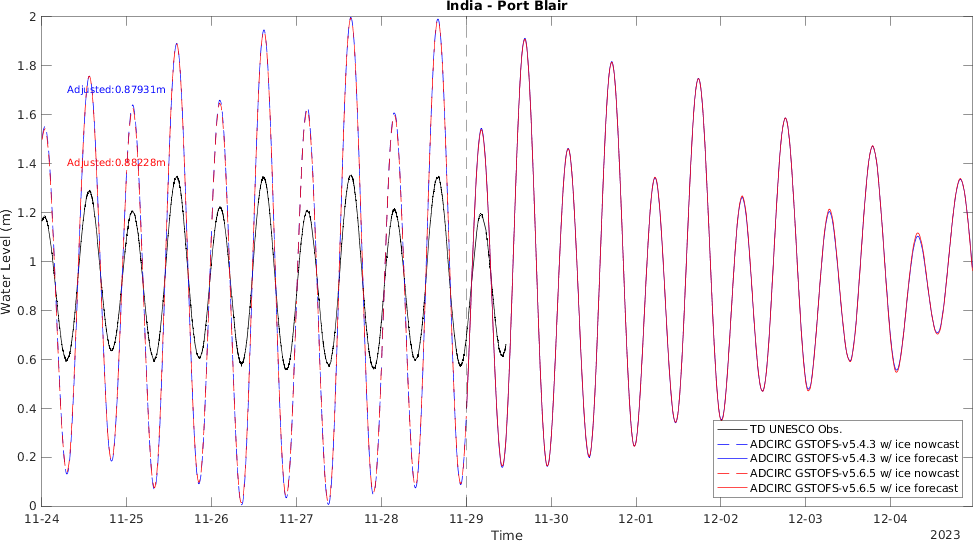 India - Port Blair
2
1.8
1.6
1.4
1.2
1
0.8
0.6
0.4
0.2
0
Water Level (m)
Adjusted:0.87931m
Adjusted:0.88228m
TD UNESCO Obs.
ADCIRC GSTOFS-v5.4.3 w/ ice nowcast
ADCIRC GSTOFS-v5.4.3 w/ ice forecast
ADCIRC GSTOFS-v5.6.5 w/ ice nowcast
ADCIRC GSTOFS-v5.6.5 w/ ice forecast
11-24 11-25 11-26 11-27 11-28 11-29 11-30 12-01 12-02 12-03 12-04
Time
2023